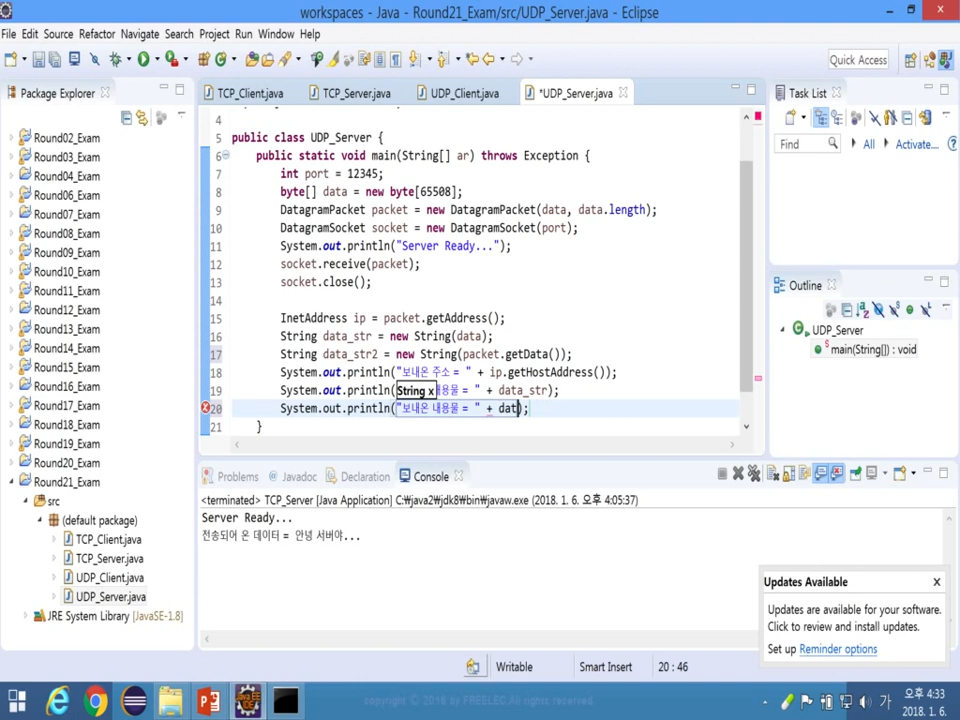 workspaces - Java - Round21_Exam/src/UDP_Server.java - Eclipse
File Edit Source Refactor Navigate Search Project Run Window Help
Quick Access
Package Explorer
TCP_Client.java TCP_Server.java UDP_Client.java *UDP_Server.java
Task List
Find All Activate...
Round02_Exam
Round03_Exam
Round04_Exam
Round06_Exam
Round07_Exam
Round08_Exam
Round09_Exam
Round10_Exam
Round11_Exam
Round12_Exam
Round13_Exam
Round14_Exam
Round15_Exam
Round16_Exam
Round17_Exam
Round18_Exam
Round19_Exam
Round20_Exam
Round21_Exam
src
(default package)
TCP_Client.java
TCP_Server.java
UDP_Client.java
UDP_Server.java
JRE System Library [JavaSE-1.8]
4
5 public class UDP_Server {
6 public static void main(String[] ar) throws Exception {
7 int port = 12345;
8 byte[] data = new byte[65508];
9 DatagramPacket packet = new DatagramPacket(data, data.length);
10 DatagramSocket socket = new DatagramSocket(port);
11 System.out.println("Server Ready...");
12 socket.receive(packet);
13 socket.close();
14
15 InetAddress ip = packet.getAddress();
16 String data_str = new String(data);
17 String data_str2 = new String(packet.getData());
18 System.out.println("보내온 주소 = " + ip.getHostAddress());
19 System.out.println( 내용물 = " + data_str);
String x
20 System.out.println("보내온 내용물 = " + dat);
21 }
Outline
UDP_Server
main(String[]) : void
Problems Javadoc Declaration Console
<terminated> TCP_Server [Java Application] C:₩java2₩jdk8₩bin₩javaw.exe (2018. 1. 6. 오후 4:05:37)
Server Ready...
전송되어 온 데이터 = 안녕 서버야...
Updates Available
Updates are available for your software.
Click to review and install updates.
Set up Reminder options
Writable Smart Insert 20 : 46
copyright © 2018 by FREELEC.All rights reserved.
가
오후 4:33
2018. 1. 6.